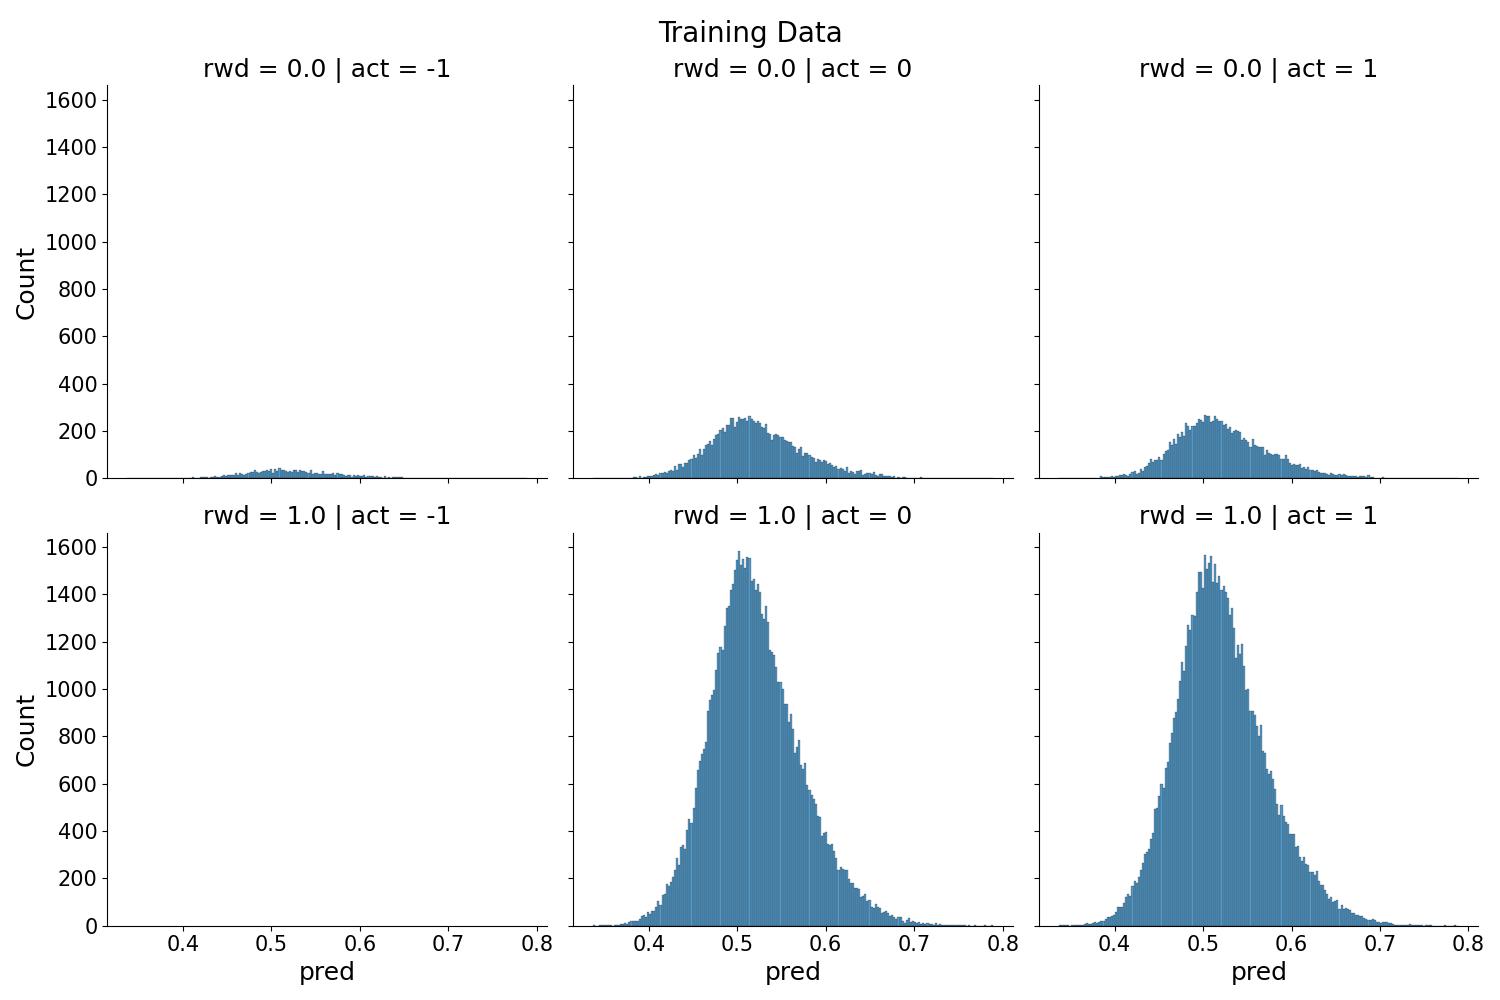 Training Data
rwd = 0.0 | act = -1
rwd = 0.0 | act = 0
rwd = 0.0 | act = 1
1600
1400
1200
1000
800
600
400
200
0
Count
0.4 0.5 0.6 0.7 0.8
rwd = 1.0 | act = -1
rwd = 1.0 | act = 0
rwd = 1.0 | act = 1
1600
1400
1200
1000
800
600
400
200
0
Count
0.4 0.5 0.6 0.7 0.8
0.4 0.5 0.6 0.7 0.8
pred
pred
pred